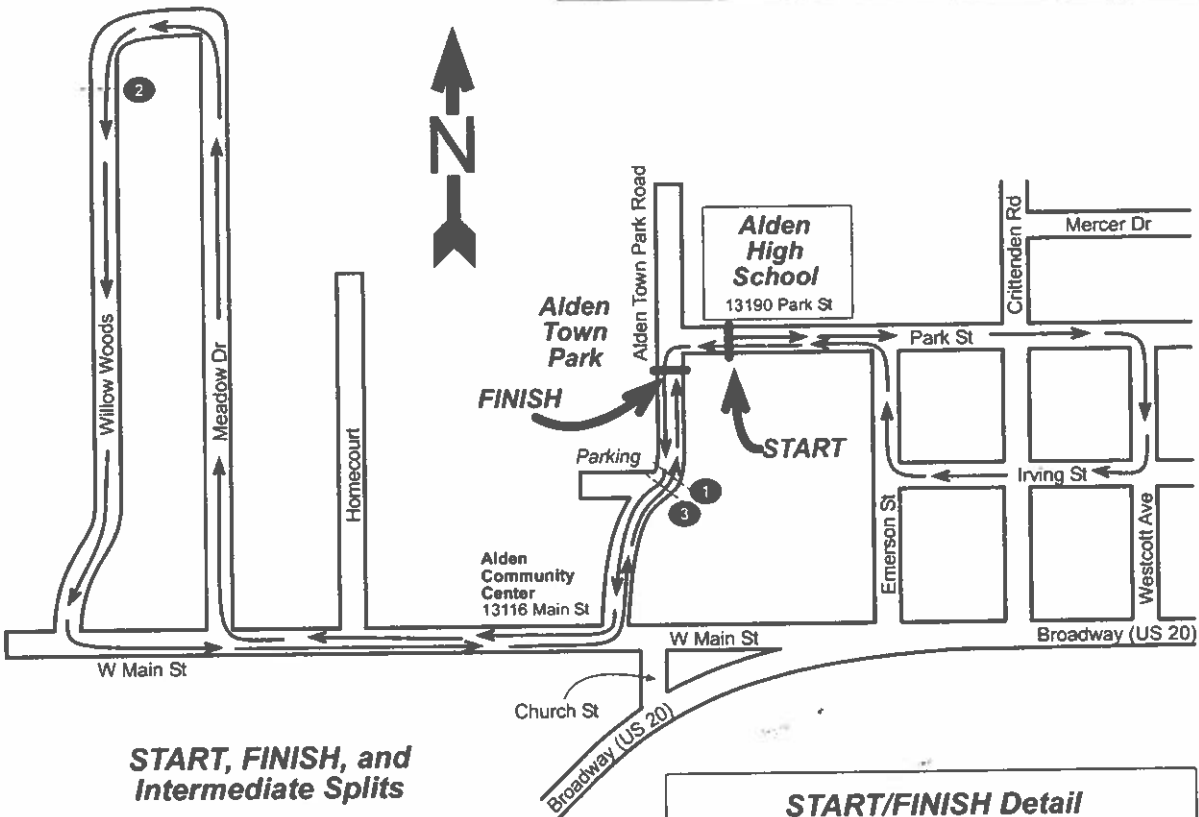 2
N
Alden Town Park Road
Alden
High
School
13190 Park St
Crittenden Rd
Mercer Dr
Alden
Town
Park
Park St
FINISH
START
Willow Woods
Meadow Dr
Homecourt
Parking
1
3
Irving St
Emerson St
Westcott Ave
Alden
Community
Center
13116 Main St
W Main St
W Main St
Broadway (US 20)
Church St
Broadway (US 20)
START, FINISH, and
Intermediate Splits
START/FINISH Detail